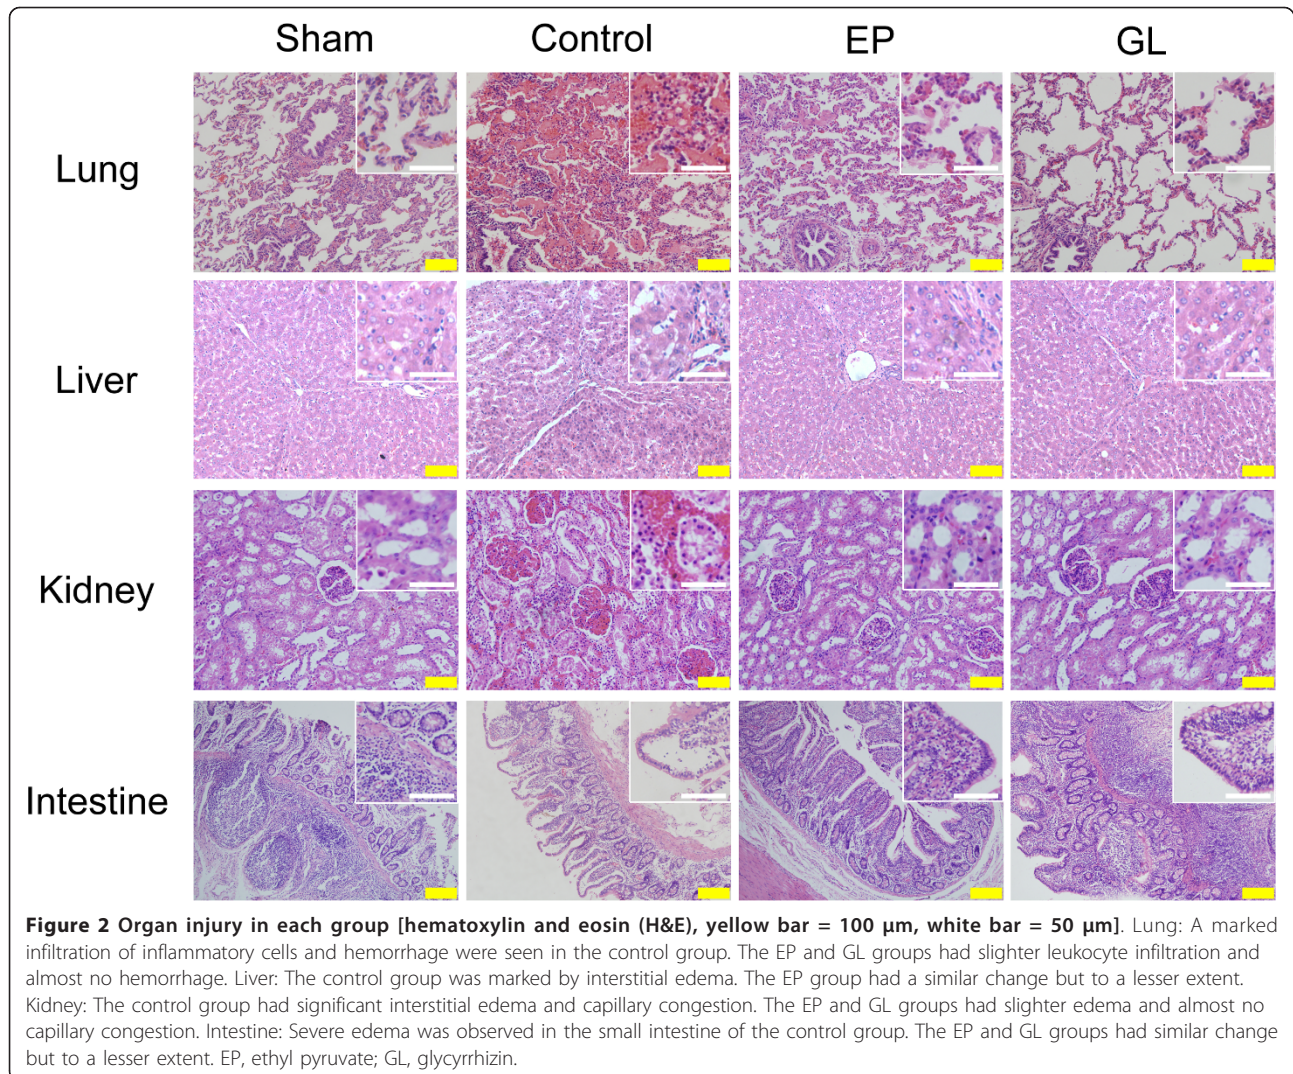 Sham Control EP GL
Lung
Liver
Kidney
Intestine
Figure 2 Organ injury in each group [hematoxylin and eosin (H&E), yellow bar = 100 μm, white bar = 50 μm]. Lung: A marked
infiltration of inflammatory cells and hemorrhage were seen in the control group. The EP and GL groups had slighter leukocyte infiltration and
almost no hemorrhage. Liver: The control group was marked by interstitial edema. The EP group had a similar change but to a lesser extent.
Kidney: The control group had significant interstitial edema and capillary congestion. The EP and GL groups had slighter edema and almost no
capillary congestion. Intestine: Severe edema was observed in the small intestine of the control group. The EP and GL groups had similar change
but to a lesser extent. EP, ethyl pyruvate; GL, glycyrrhizin.